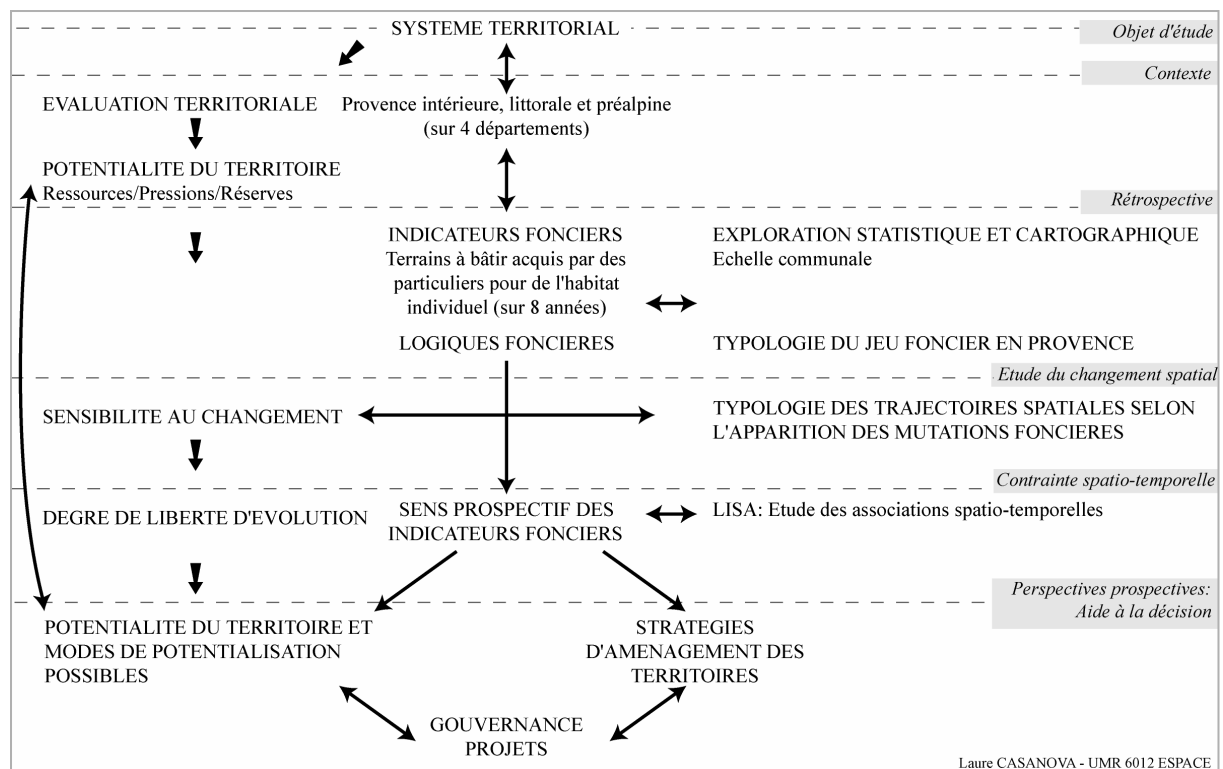 SYSTEME TERRITORIAL
Objet d'étude
Contexte
EVALUATION TERRITORIALE
Provence intérieure, littorale et préalpine
(sur 4 départements)
POTENTIALITE DU TERRITOIRE
Ressources/Pressions/Réserves
Rétrospective
INDICATEURS FONCIERS
Terrains à bâtir acquis par des
particuliers pour de l'habitat
individuel (sur 8 années)
EXPLORATION STATISTIQUE ET CARTOGRAPHIQUE
Echelle communale
LOGIQUES FONCIERES
TYPOLOGIE DU JEU FONCIER EN PROVENCE
Etude du changement spatial
SENSIBILITE AU CHANGEMENT
TYPOLOGIE DES TRAJECTOIRES SPATIALES SELON
L'APPARITION DES MUTATIONS FONCIERES
Contrainte spatio-temporelle
DEGRE DE LIBERTE D'EVOLUTION
SENS PROSPECTIF DES
INDICATEURS FONCIERS
LISA: Etude des associations spatio-temporelles
Perspectives prospectives:
Aide à la décision
POTENTIALITE DU TERRITOIRE ET
MODES DE POTENTIALISATION
POSSIBLES
STRATEGIES
D'AMENAGEMENT DES
TERRITOIRES
GOUVERNANCE
PROJETS
Laure CASANOVA - UMR 6012 ESPACE